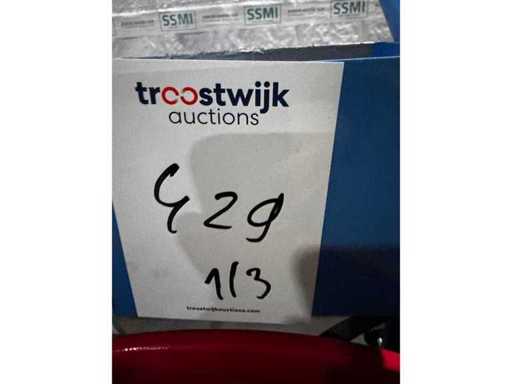 SSMI SSMI SSMI
troostwijk
auctions
429
1/3
troostwijkauctions.com